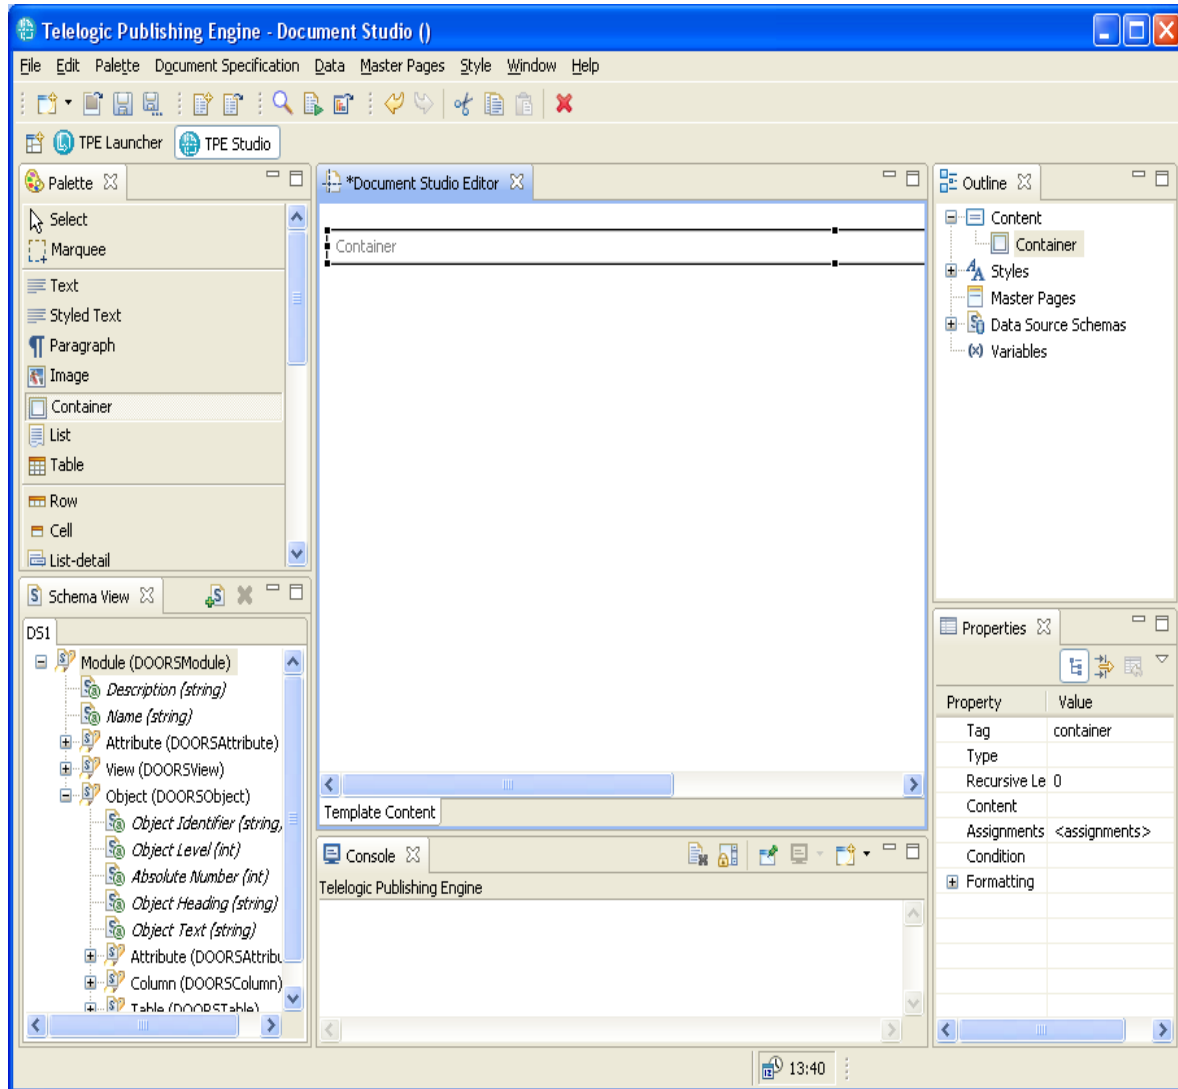 Telelogic Publishing Engine - Document Studio ()
File Edit Palette Document Specification Data Master Pages Style Window Help
TPE Launcher TPE Studio
Palette
Select
Marquee
Text
Styled Text
Paragraph
Image
Container
List
Table
Row
Cell
List-detail
*Document Studio Editor
Container
Template Content
Outline
Content
Container
Styles
Master Pages
Data Source Schemas
(x) Variables
Schema View
DS1
Module (DOORSModule)
Description (string)
Name (string)
Attribute (DOORSAttribute)
View (DOORSView)
Object (DOORSObject)
Object Identifier (string,
Object Level (int)
Absolute Number (int)
Object Heading (string)
Object Text (string)
Attribute (DOORSAttribu
Column (DOORSColumn)
Table (DOORSTable)
Console
Telelogic Publishing Engine
Properties
Property Value
Tag container
Type
Recursive Le 0
Content
Assignments <assignments>
Condition
Formatting
13:40